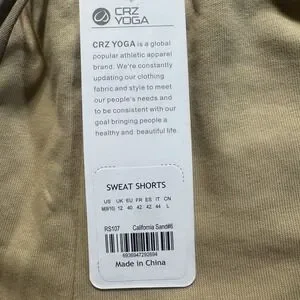 CRZ
YOGA
CRZ YOGA is a global
popular athletic apparel
brand. We're constantly
updating our clothing
fabric and style to meet
our people's needs and
to be consistent with
our goal bringing people a
healthy and beautiful life.
SWEAT SHORTS
US UK EU FR ES IT CN
M(8/10) 12 40 42 42 44 L
RS107 California Sand#6
6936947292694
Made in China